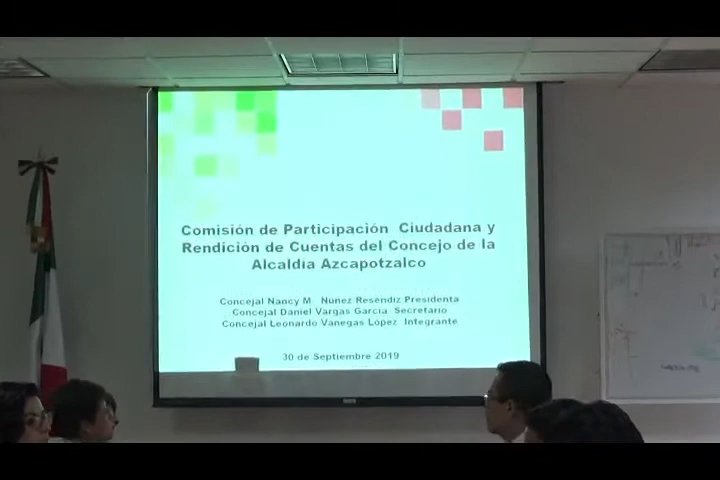 Comisión de Participación Ciudadana y
Rendición de Cuentas del Concejo de la
Alcaldía Azcapotzalco
Concejal Nancy M. Nuñez Reséndiz Presidenta
Concejal Daniel Vargas García Secretario
Concejal Leonardo Vanegas López Integrante
30 de Septiembre 2019